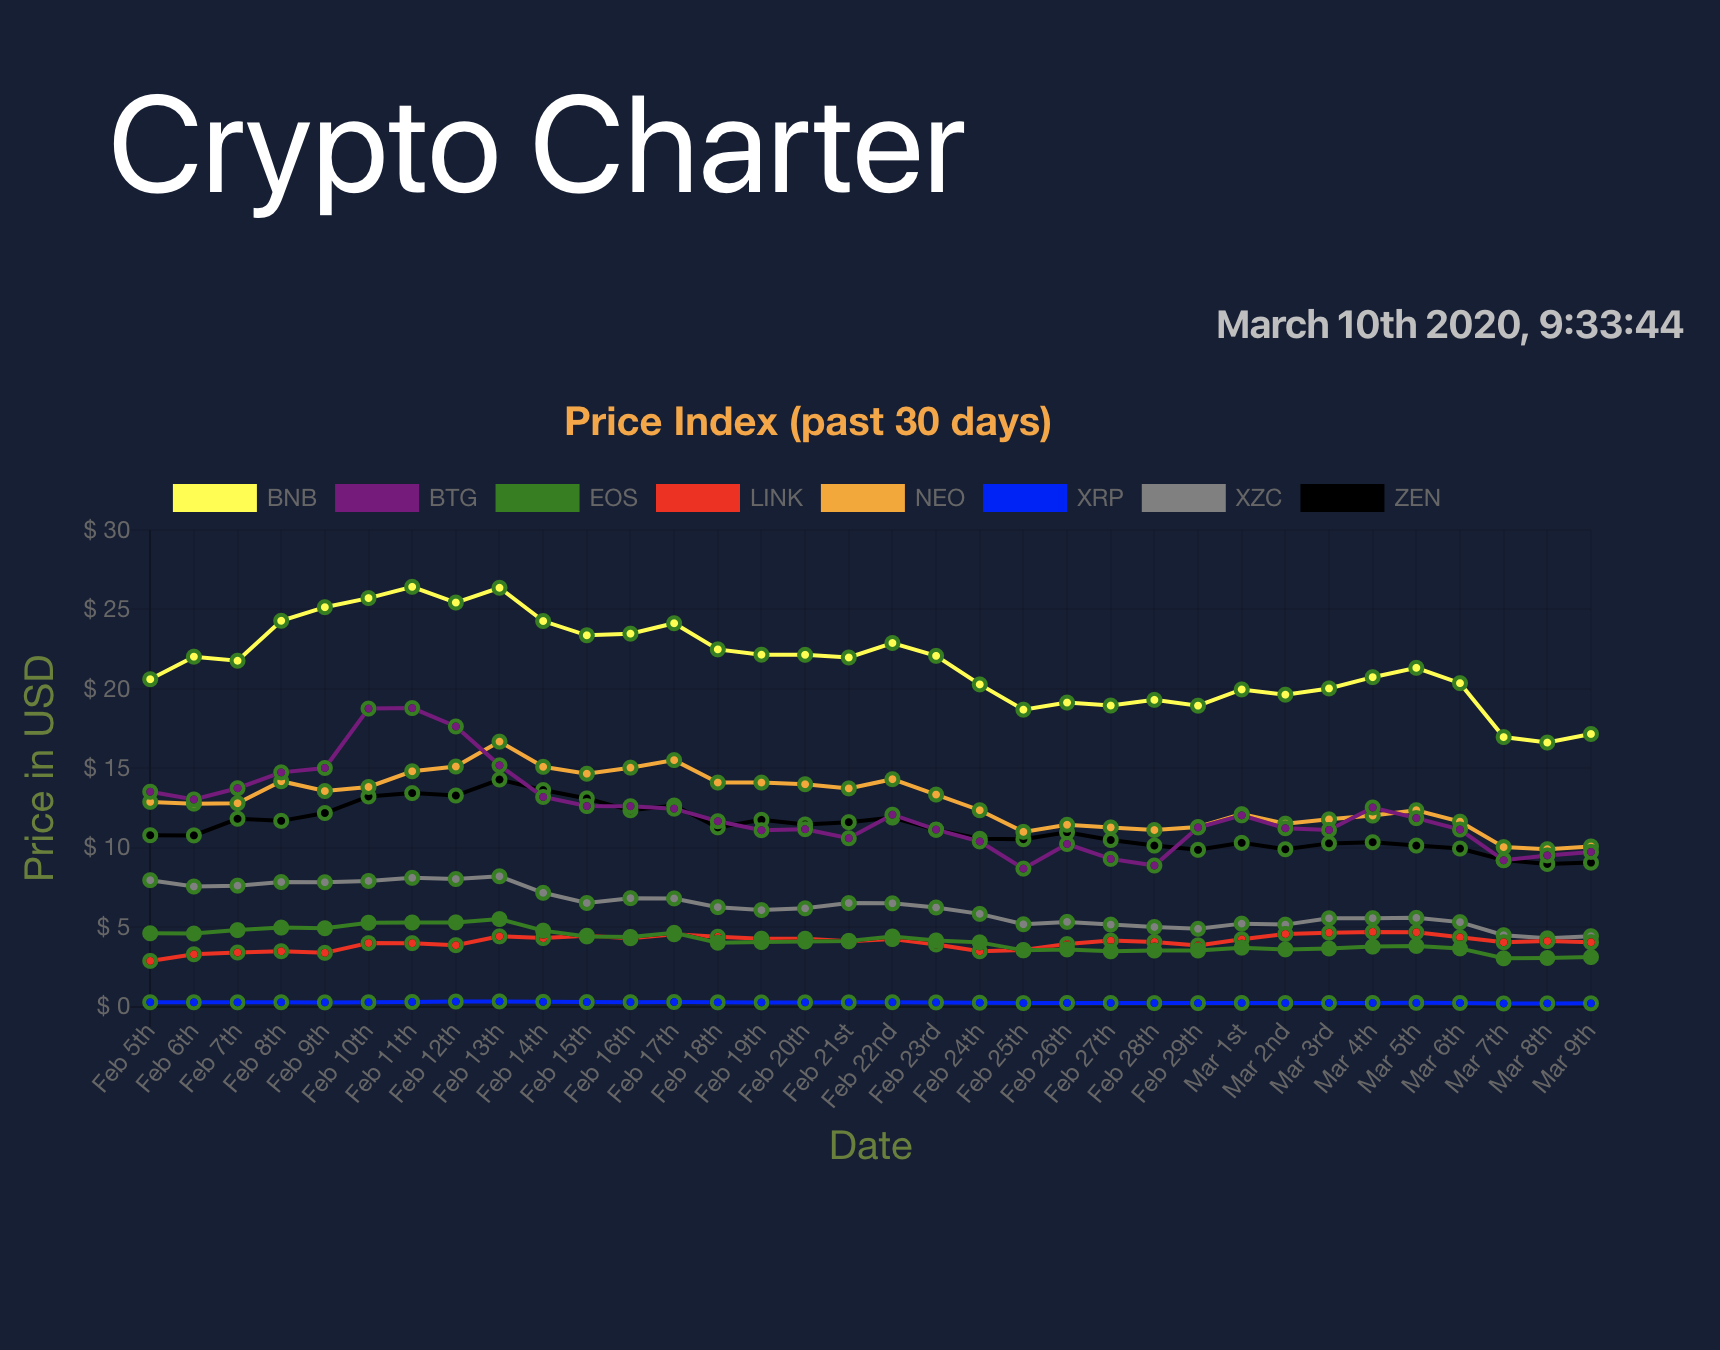 Crypto Charter
March 10th 2020, 9:33:44
Price Index (past 30 days)
BNB BTG EOS LINK NEO XRP XZC ZEN
Price in USD
$ 30
$ 25
$ 20
$ 15
$ 10
$ 5
$ 0
Feb 5th
Feb 6th
Feb 7th
Feb 8th
Feb 9th
Feb 10th
Feb 11th
Feb 12th
Feb 13th
Feb 14th
Feb 15th
Feb 16th
Feb 17th
Feb 18th
Feb 19th
Feb 20th
Feb 21st
Feb 22nd
Feb 23rd
Feb 24th
Feb 25th
Feb 26th
Feb 27th
Feb 28th
Feb 29th
Mar 1st
Mar 2nd
Mar 3rd
Mar 4th
Mar 5th
Mar 6th
Mar 7th
Mar 8th
Mar 9th
Date